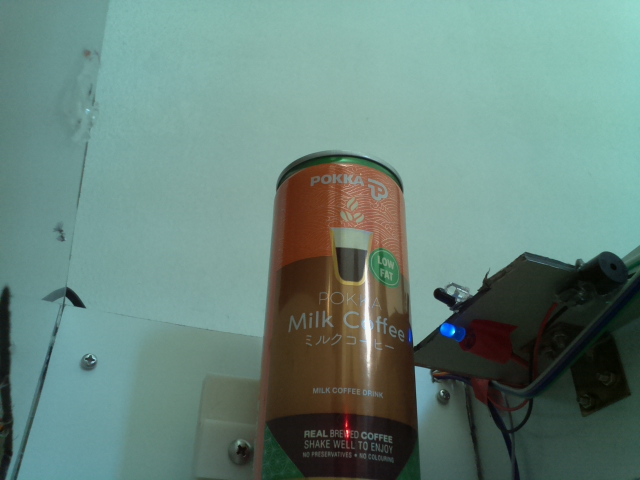 POKKA
LOW
FAT
POKKA
Milk Coffee
ミルクコーヒー
MILK COFFEE DRINK
REAL BREWED COFFEE
SHAKE WELL TO ENJOY
NO PRESERVATIVES • NO COLOURING